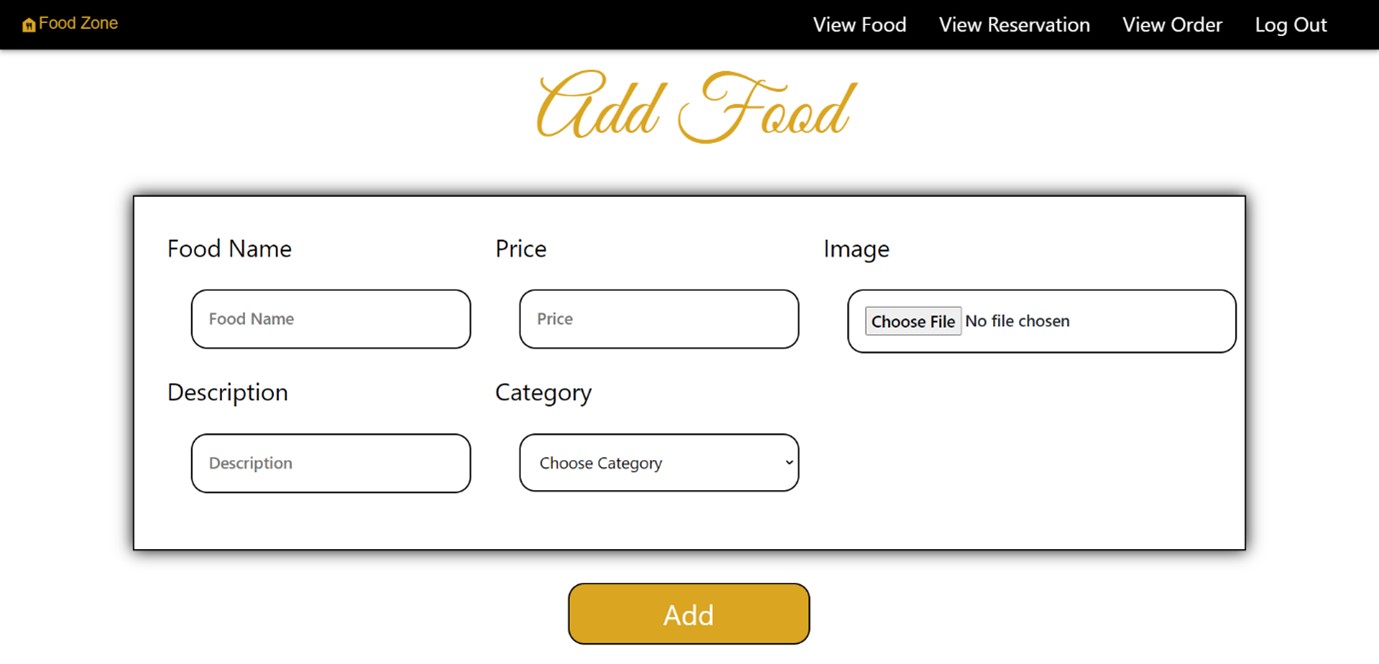 Food Zone View Food View Reservation View Order Log Out
Add Food
Food Name Price Image
Food Name Price Choose File No file chosen
Description Category
Description Choose Category
Add